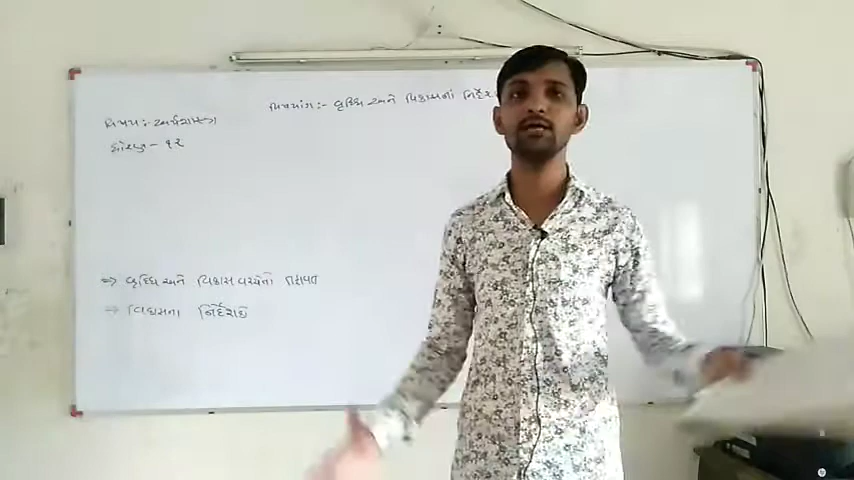 વિષય:- અર્થશાસ્ત્ર
વિષયાંગ:- વૃધ્ધિ અને વિકાસનાં
ધોરણ - ૧૨
⇒ વૃધ્ધિ અને વિકાસ વચ્ચેનો તફાવત
⇒ વિકાસના નિર્દેશકો